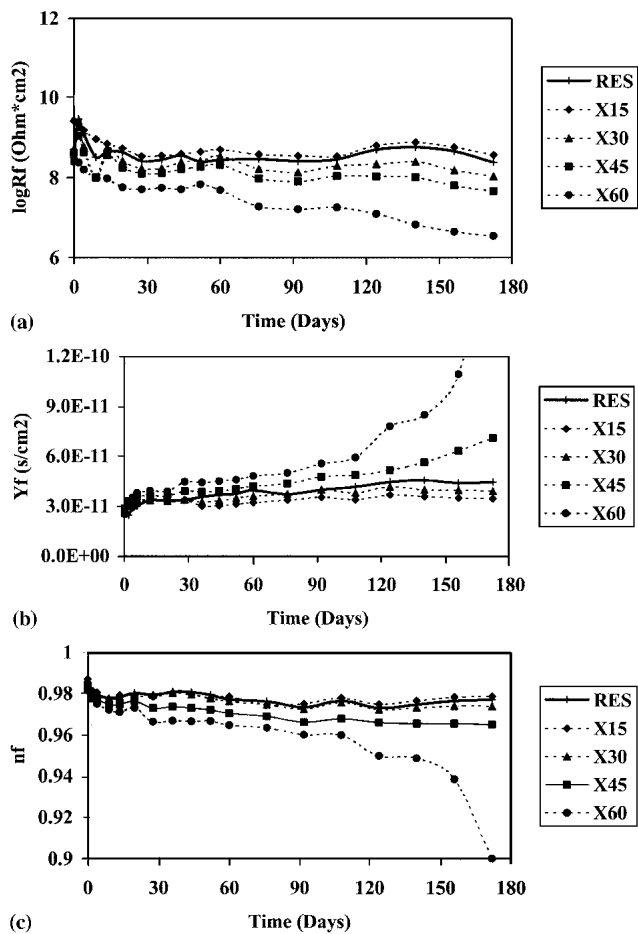 12
10
8
6
logRf (Ohm*cm2)
0 30 60 90 120 150 180
Time (Days)
(a)
RES
X15
X30
X45
X60
1.2E-10
9.0E-11
6.0E-11
3.0E-11
0.0E+00
Yf (s/cm2)
0 30 60 90 120 150 180
Time (Days)
(b)
RES
X15
X30
X45
X60
1
0.98
0.96
0.94
0.92
0.9
nf
0 30 60 90 120 150 180
Time (Days)
(c)
RES
X15
X30
X45
X60